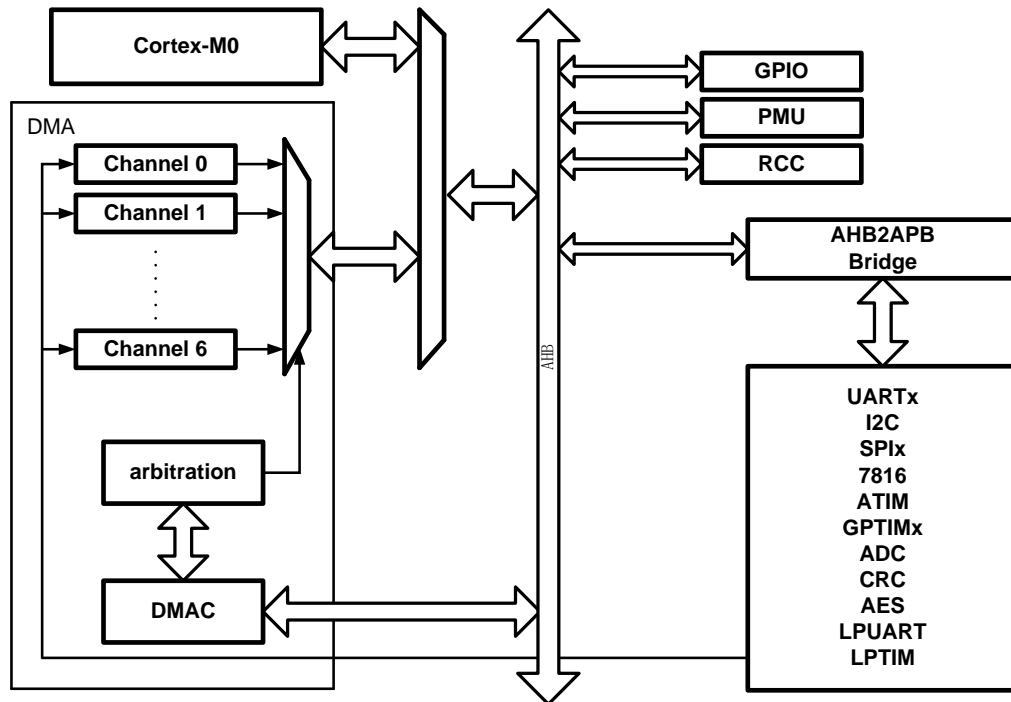 Cortex-M0
DMA
Channel 0
Channel 1
Channel 6
arbitration
DMAC
AHB
GPIO
PMU
RCC
AHB2APB
Bridge
UARTx
I2C
SPIx
7816
ATIM
GPTIMx
ADC
CRC
AES
LPUART
LPTIM